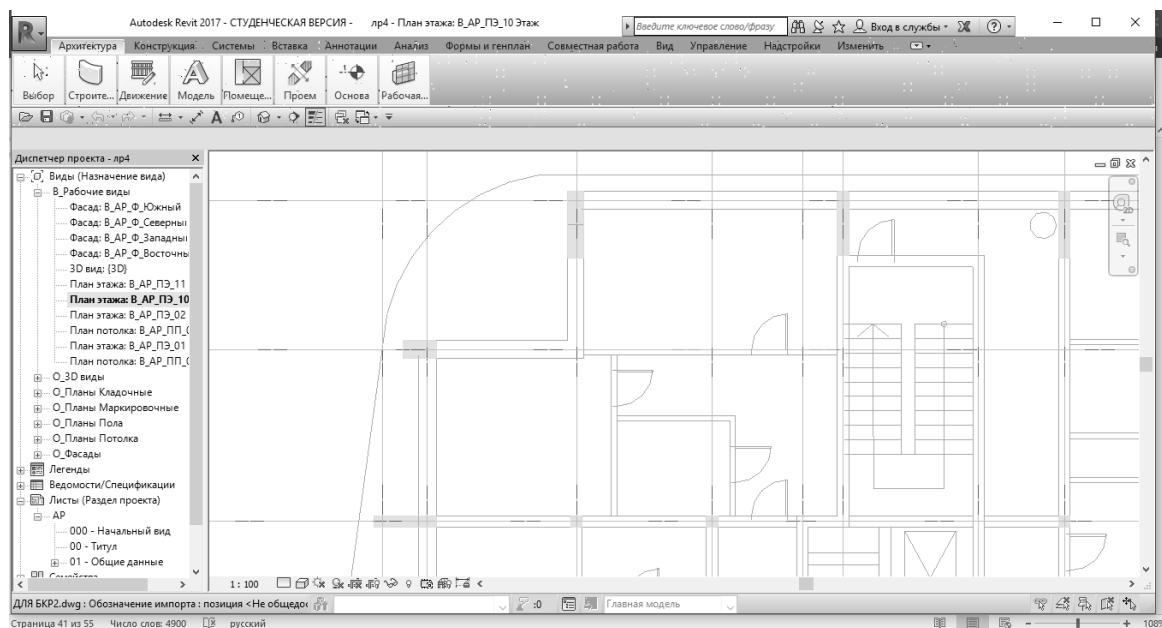 Autodesk Revit 2017 - СТУДЕНЧЕСКАЯ ВЕРСИЯ - лр4 - План этажа: В_АР_ПЭ_10 Этаж
Введите ключевое слово/фразу
Вход в службы
Архитектура Конструкция Системы Вставка Аннотации Анализ Формы и генплан Совместная работа Вид Управление Надстройки Изменить
Выбор Строите... Движение Модель Помеще... Проем Основа Рабочая...
Диспетчер проекта - лр4
Виды (Назначение вида)
В_Рабочие виды
Фасад: В_АР_Ф_Южный
Фасад: В_АР_Ф_Северны
Фасад: В_АР_Ф_Западны
Фасад: В_АР_Ф_Восточны
3D вид: {3D}
План этажа: В_АР_ПЭ_11
План этажа: В_АР_ПЭ_10
План этажа: В_АР_ПЭ_02
План потолка: В_АР_ПП_0
План этажа: В_АР_ПЭ_01
План потолка: В_АР_ПП_0
О_3D виды
О_Планы Кладочные
О_Планы Маркировочные
О_Планы Пола
О_Планы Потолка
О_Фасады
Легенды
Ведомости/Спецификации
Листы (Раздел проекта)
АР
000 - Начальный вид
00 - Титул
01 - Общие данные
2D
1 : 100
ДЛЯ БКР2.dwg : Обозначение импорта : позиция <Не общедос
:0
Главная модель
Страница 41 из 55 Число слов: 4900 русский